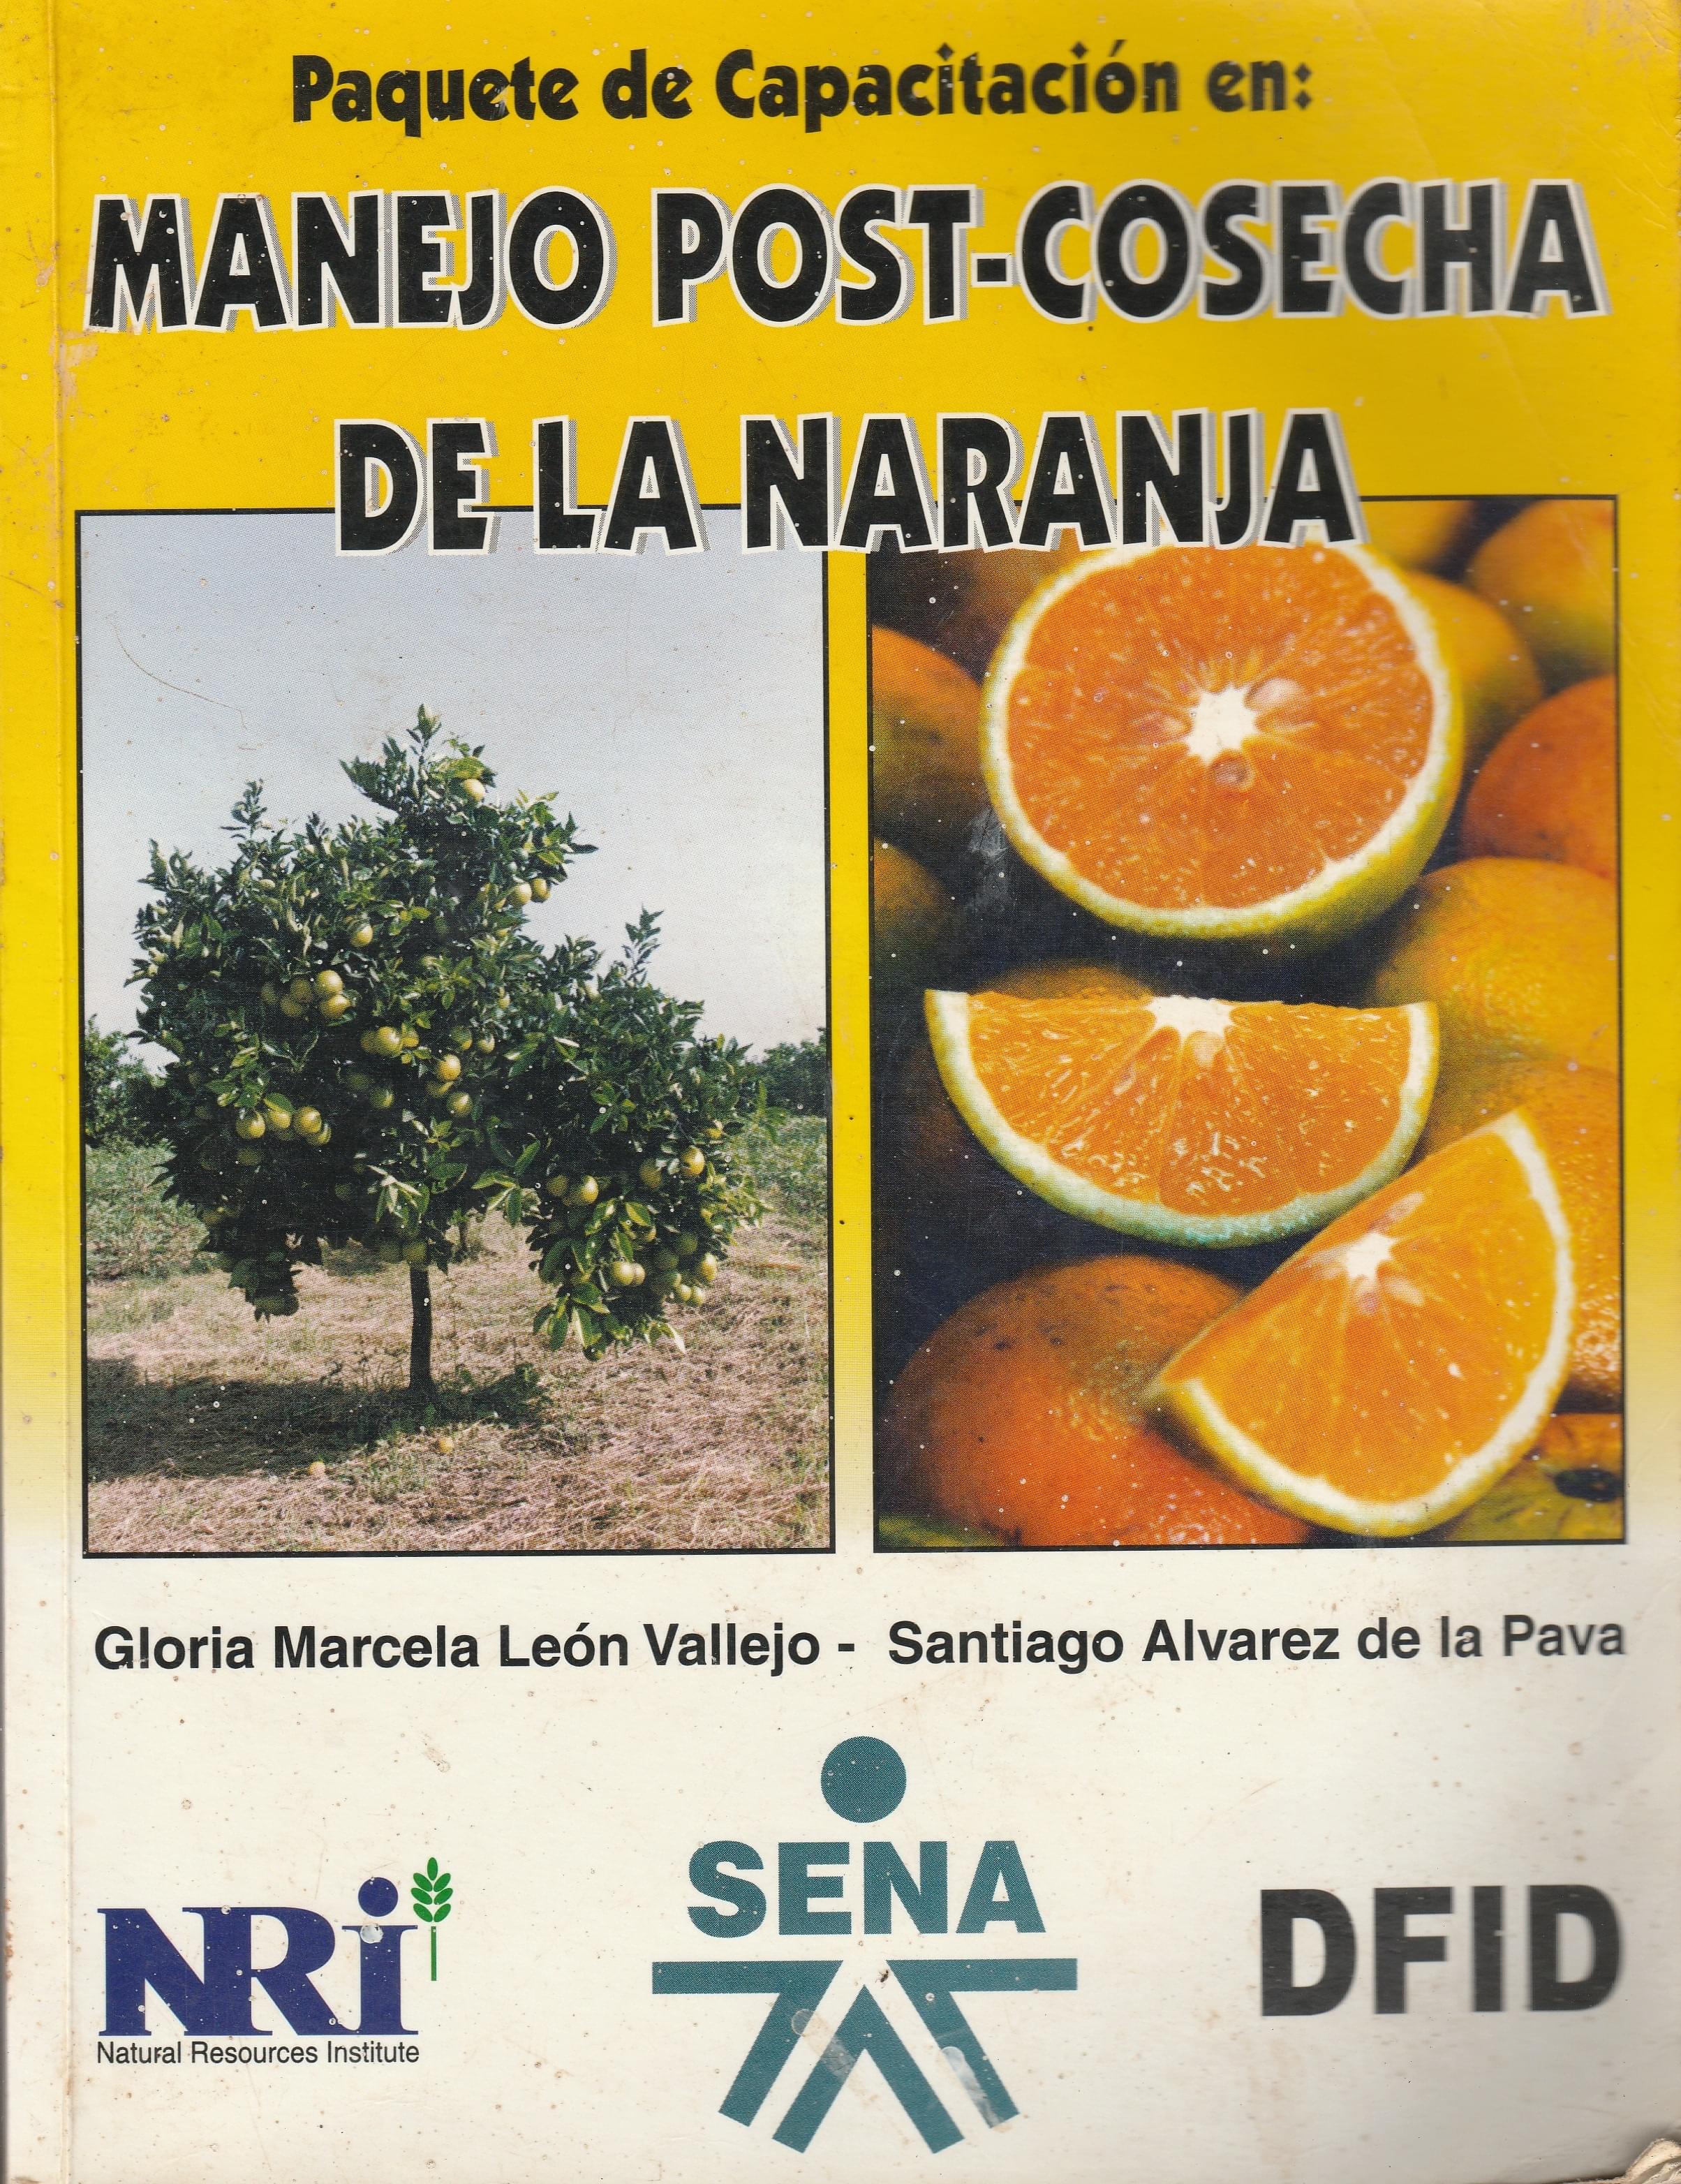 Paquete de Capacitación en:
MANEJO POST-COSECHA
DE LA NARANJA
Gloria Marcela León Vallejo - Santiago Alvarez de la Pava
NRi
Natural Resources Institute
SENA
DFID